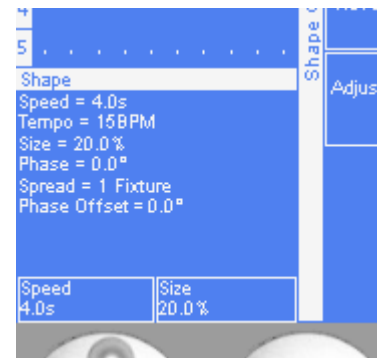 4
5 . . . . . . . . . .
Shape
Speed = 4.0s
Tempo = 15BPM
Size = 20.0%
Phase = 0.0°
Spread = 1 Fixture
Phase Offset = 0.0°
Speed
4.0s
Size
20.0%
Shape
Adjus